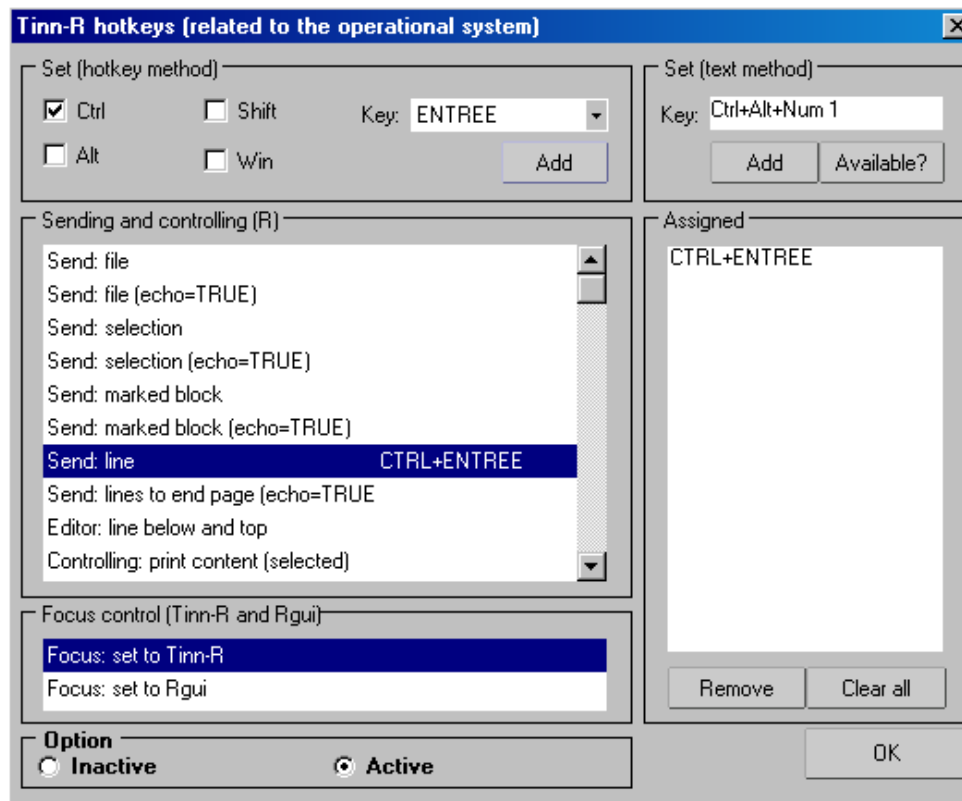 Tinn-R hotkeys (related to the operational system)
Set (hotkey method)
Ctrl
Shift
Key: ENTREE
Alt
Win
Add
Set (text method)
Key: Ctrl+Alt+Num 1
Add
Available?
Sending and controlling (R)
Send: file
Send: file (echo=TRUE)
Send: selection
Send: selection (echo=TRUE)
Send: marked block
Send: marked block (echo=TRUE)
Send: line CTRL+ENTREE
Send: lines to end page (echo=TRUE
Editor: line below and top
Controlling: print content (selected)
Assigned
CTRL+ENTREE
Remove
Clear all
Focus control (Tinn-R and Rgui)
Focus: set to Tinn-R
Focus: set to Rgui
Option
Inactive
Active
OK